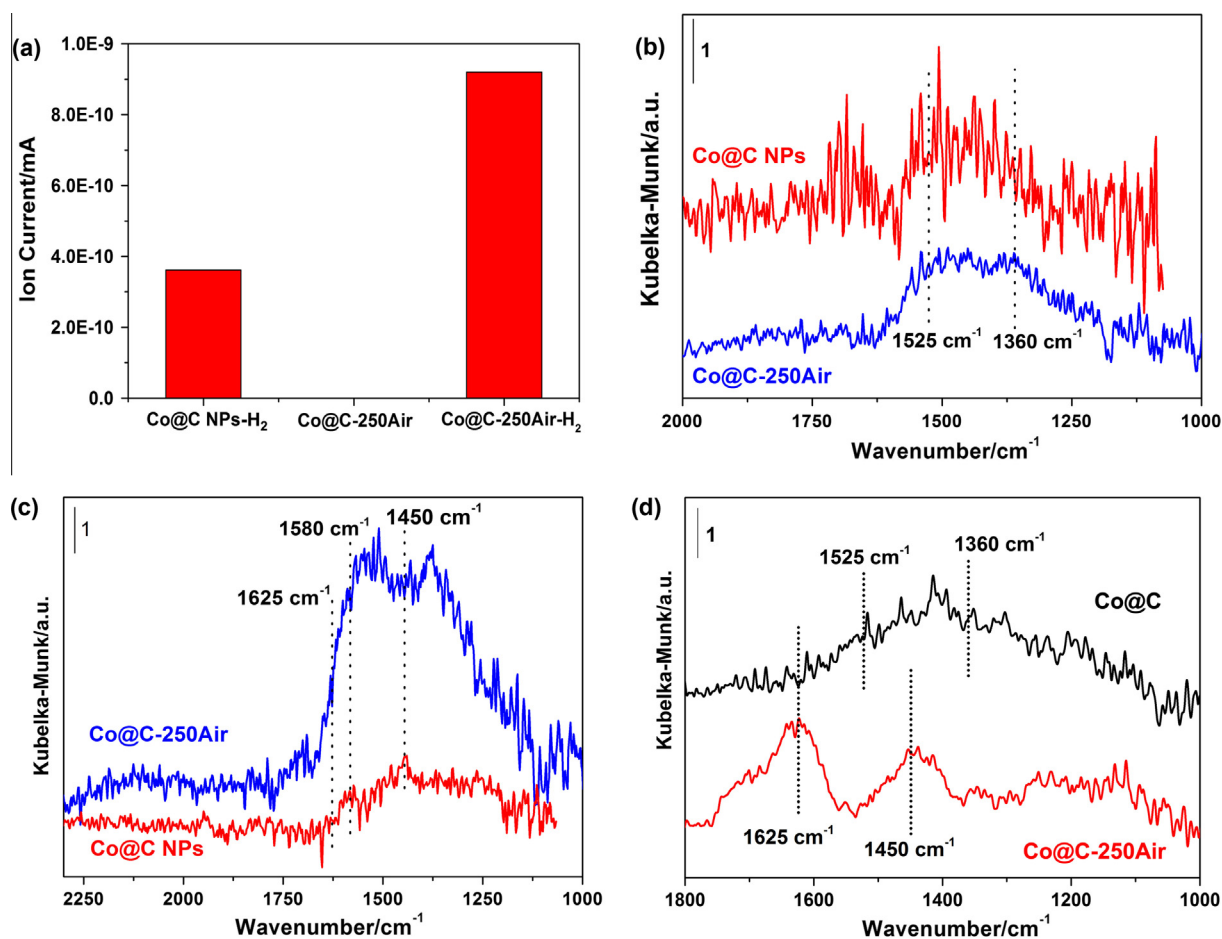 (a)
1.0E-9
8.0E-10
6.0E-10
4.0E-10
2.0E-10
0.0
Ion Current/mA
Co@C NPs-H2
Co@C-250Air
Co@C-250Air-H2
(b)
1
Kubelka-Munk/a.u.
Co@C NPs
1525 cm-1
1360 cm-1
Co@C-250Air
2000
1750
1500
1250
1000
Wavenumber/cm-1
(c)
1
1450 cm-1
1580 cm-1
1625 cm-1
Kubelka-Munk/a.u.
Co@C-250Air
Co@C NPs
2250
2000
1750
1500
1250
1000
Wavenumber/cm-1
(d)
1
1525 cm-1
1360 cm-1
Kubelka-Munk/a.u.
Co@C
1625 cm-1
1450 cm-1
Co@C-250Air
1800
1600
1400
1200
1000
Wavenumber/cm-1